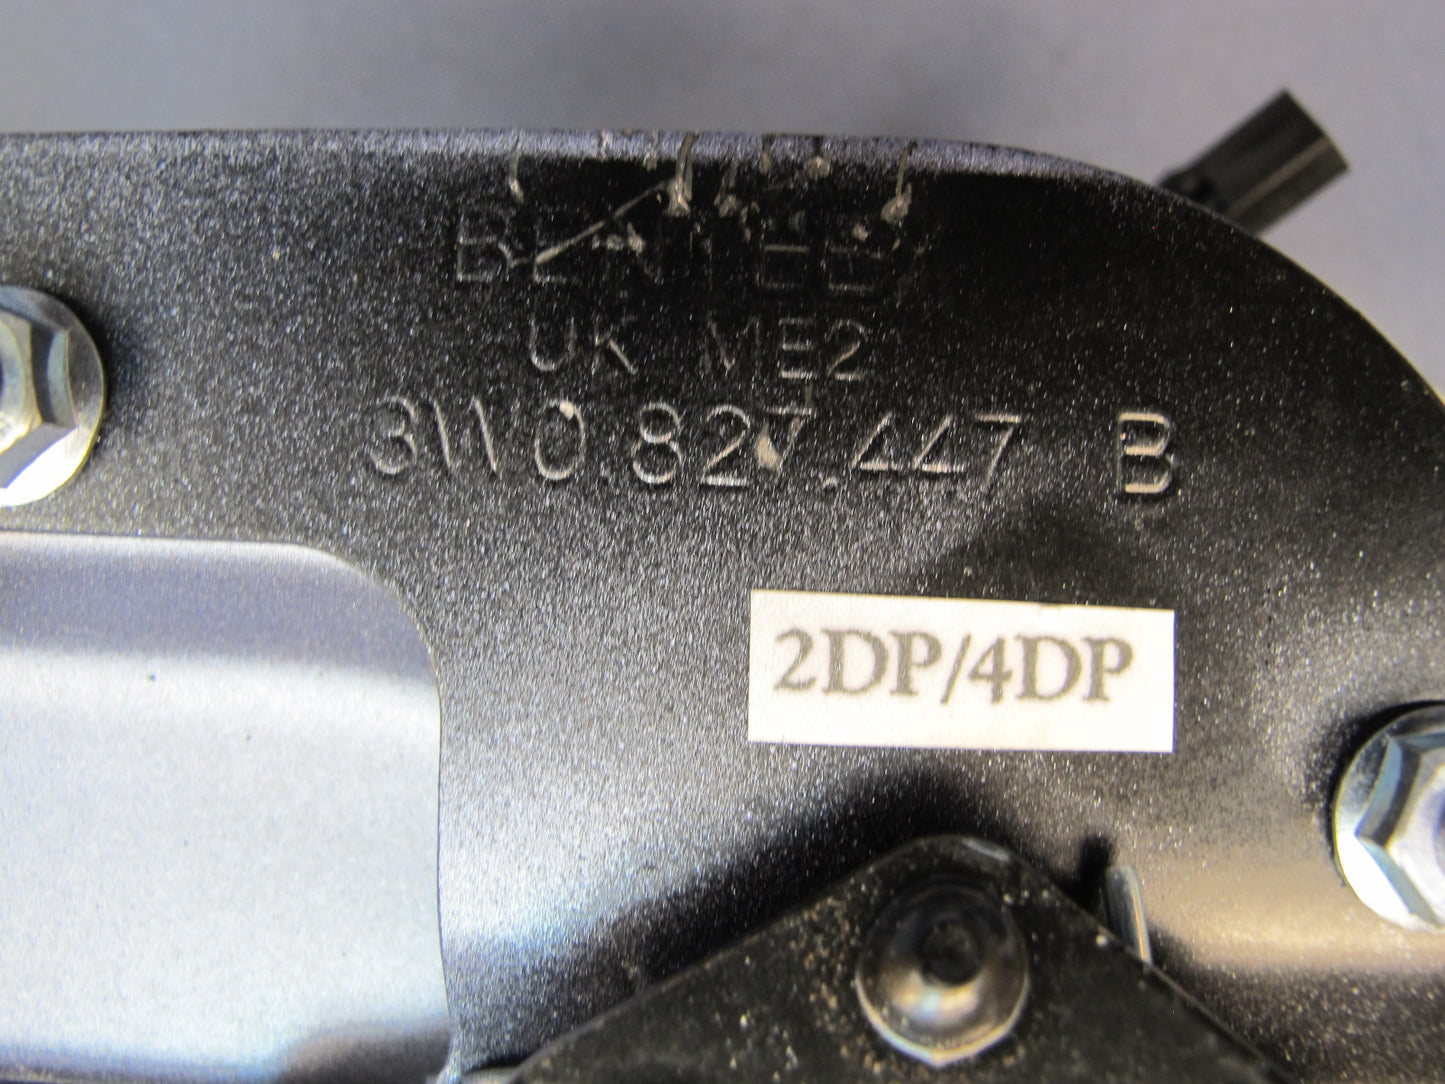 BENTLEY
UK ME2
3W0.827.447 B
2DP/4DP